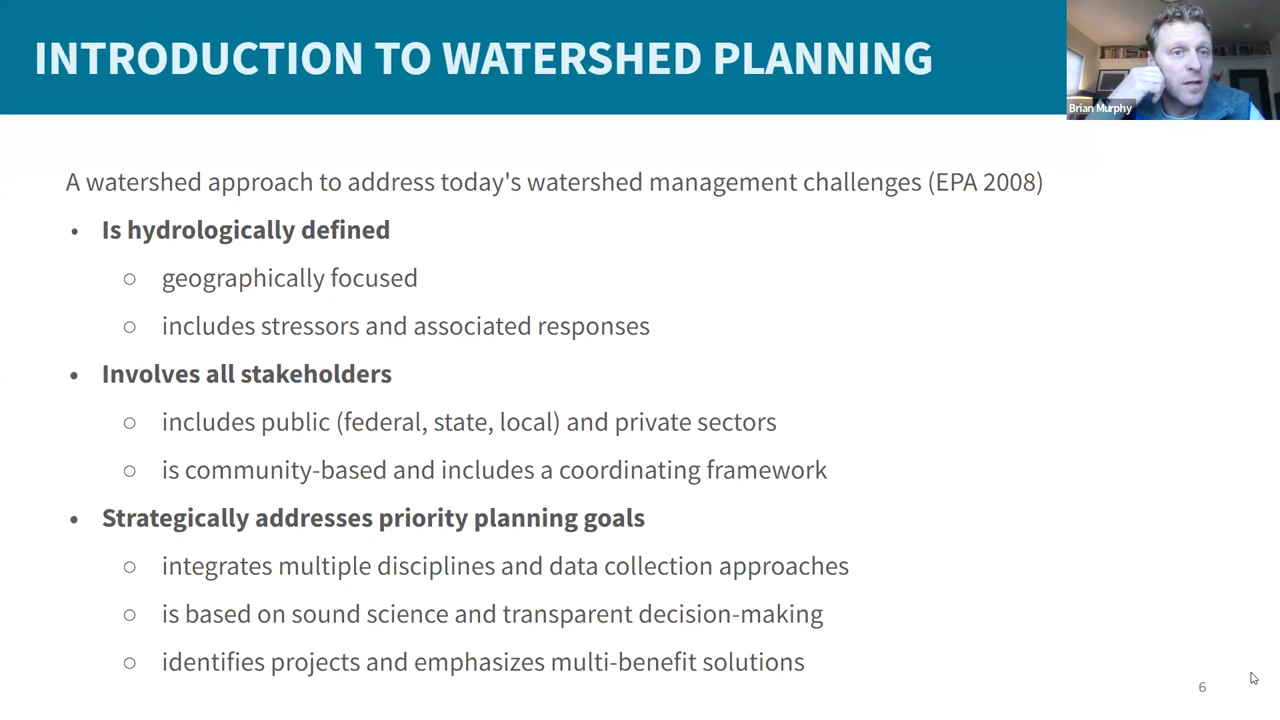 INTRODUCTION TO WATERSHED PLANNING
Brian Murphy
A watershed approach to address today's watershed management challenges (EPA 2008)
• Is hydrologically defined
○ geographically focused
○ includes stressors and associated responses
• Involves all stakeholders
○ includes public (federal, state, local) and private sectors
○ is community-based and includes a coordinating framework
• Strategically addresses priority planning goals
○ integrates multiple disciplines and data collection approaches
○ is based on sound science and transparent decision-making
○ identifies projects and emphasizes multi-benefit solutions
6